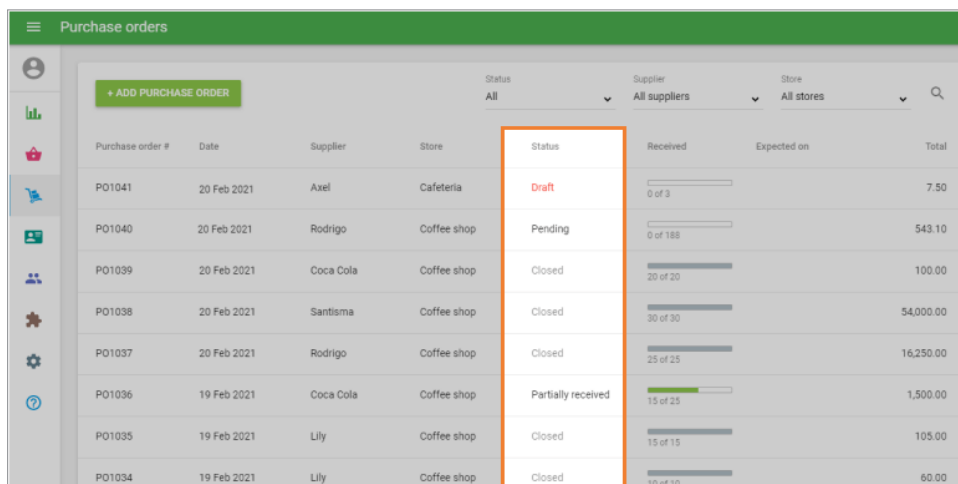 Purchase orders
+ ADD PURCHASE ORDER
Status
All
Supplier
All suppliers
Store
All stores
Purchase order # Date Supplier Store Status Received Expected on Total
PO1041 20 Feb 2021 Axel Cafeteria Draft 0 of 3 7.50
PO1040 20 Feb 2021 Rodrigo Coffee shop Pending 0 of 188 543.10
PO1039 20 Feb 2021 Coca Cola Coffee shop Closed 20 of 20 100.00
PO1038 20 Feb 2021 Santisma Coffee shop Closed 30 of 30 54,000.00
PO1037 20 Feb 2021 Rodrigo Coffee shop Closed 25 of 25 16,250.00
PO1036 19 Feb 2021 Coca Cola Coffee shop Partially received 15 of 25 1,500.00
PO1035 19 Feb 2021 Lily Coffee shop Closed 15 of 15 105.00
PO1034 19 Feb 2021 Lily Coffee shop Closed 10 of 10 60.00